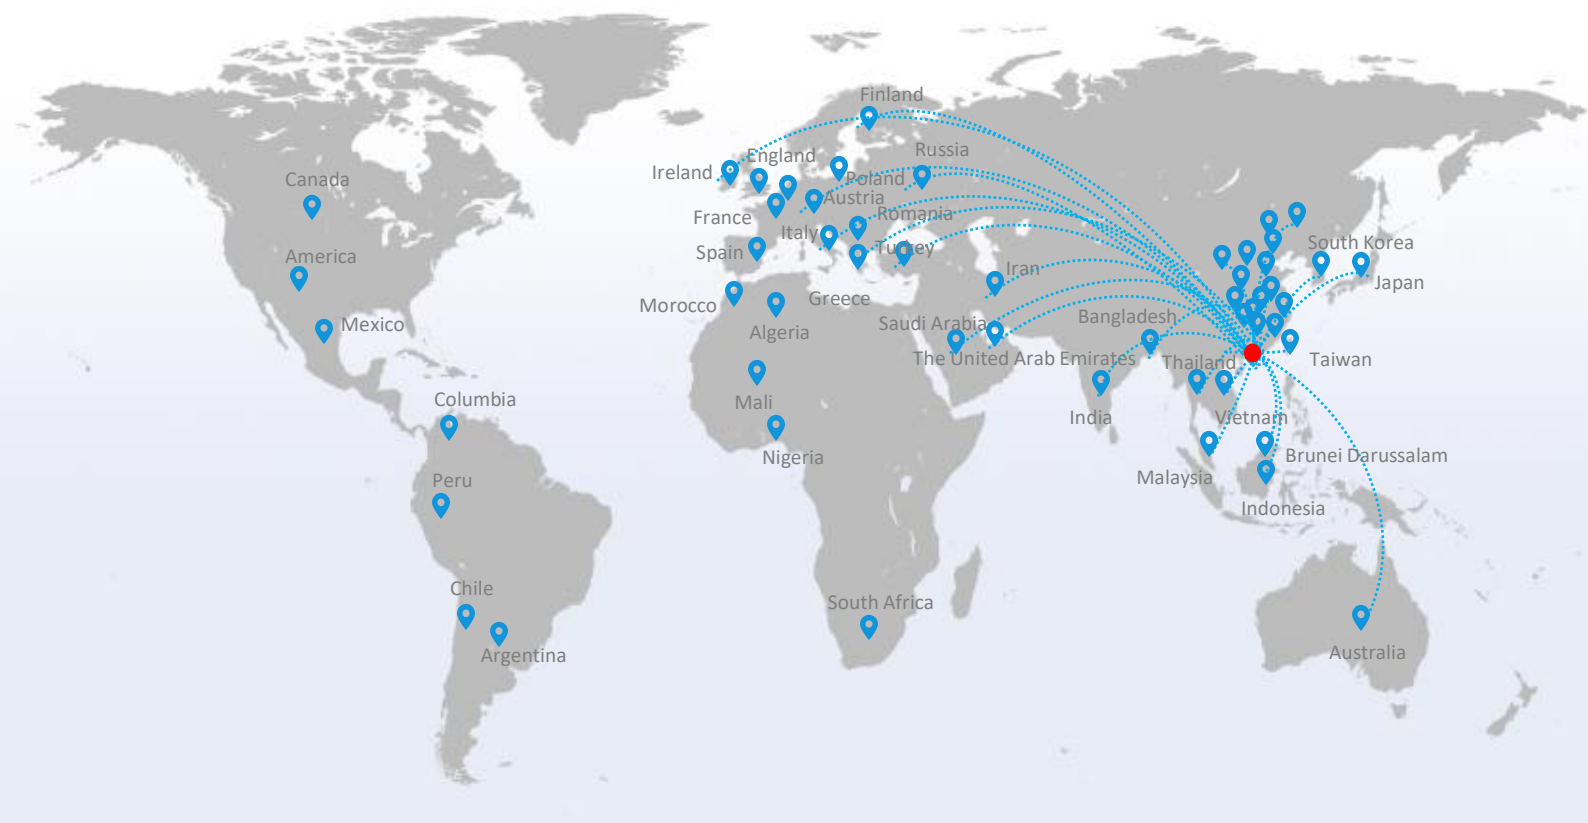 Finland
England
Russia
Ireland
Poland
Canada
Austria
France
Romania
Italy
Spain
Turkey
South Korea
America
Iran
Japan
Morocco
Greece
Mexico
Algeria
Saudi Arabia
Bangladesh
The United Arab Emirates
Thailand
Taiwan
Columbia
Mali
India
Vietnam
Nigeria
Brunei Darussalam
Peru
Malaysia
Indonesia
Chile
South Africa
Argentina
Australia